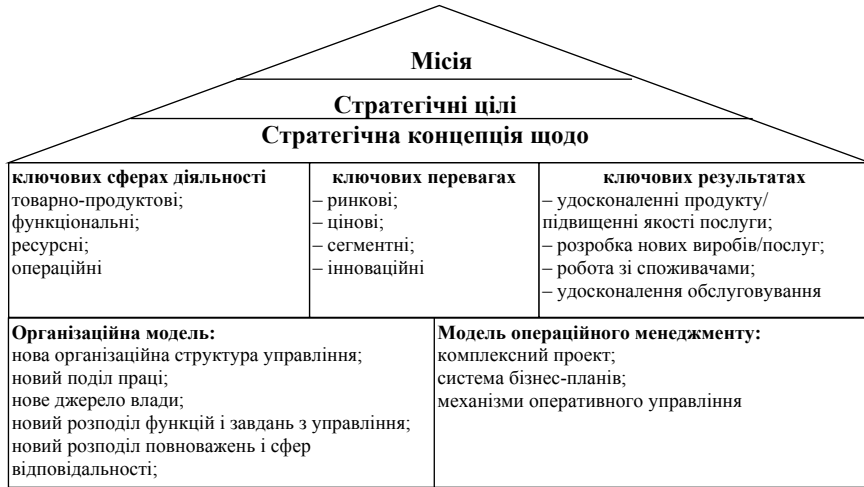 Місія
Стратегічні цілі
Стратегічна концепція щодо
ключових сферах діяльності
товарно-продуктові;
функціональні;
ресурсні;
операційні
ключових перевагах
– ринкові;
– цінові;
– сегментні;
– інноваційні
ключових результатах
– удосконаленні продукту/
підвищенні якості послуги;
– розробка нових виробів/послуг;
– робота зі споживачами;
– удосконалення обслуговування
Організаційна модель:
нова організаційна структура управління;
новий поділ праці;
нове джерело влади;
новий розподіл функцій і завдань з управління;
новий розподіл повноважень і сфер
відповідальності;
Модель операційного менеджменту:
комплексний проект;
система бізнес-планів;
механізми оперативного управління